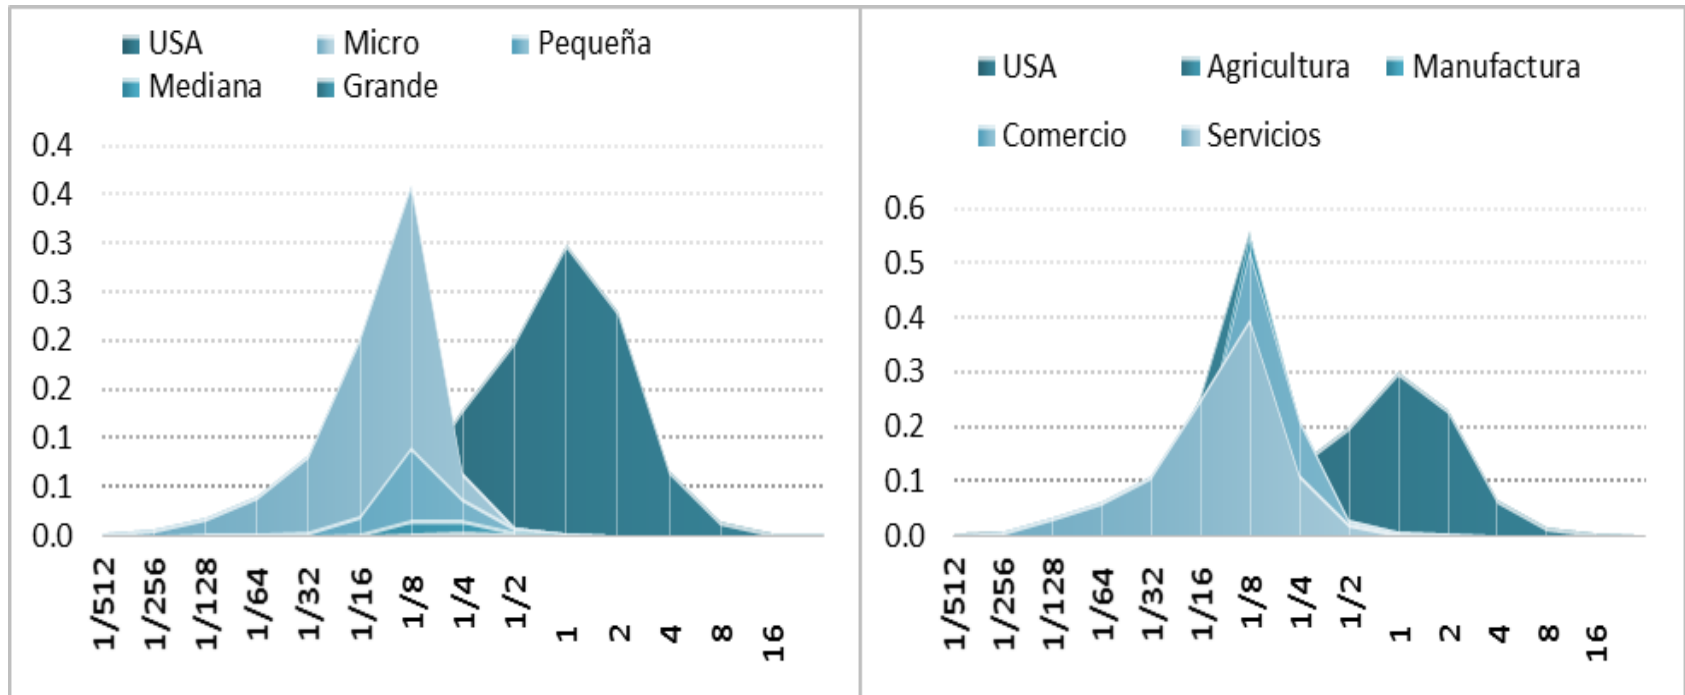 USA Micro Pequeña
Mediana Grande
0.4
0.4
0.3
0.3
0.2
0.2
0.1
0.1
0.0
1/512 1/256 1/128 1/64 1/32 1/16 1/8 1/4 1/2 1 2 4 8 16
USA Agricultura Manufactura
Comercio Servicios
0.6
0.5
0.4
0.3
0.2
0.1
0.0
1/512 1/256 1/128 1/64 1/32 1/16 1/8 1/4 1/2 1 2 4 8 16